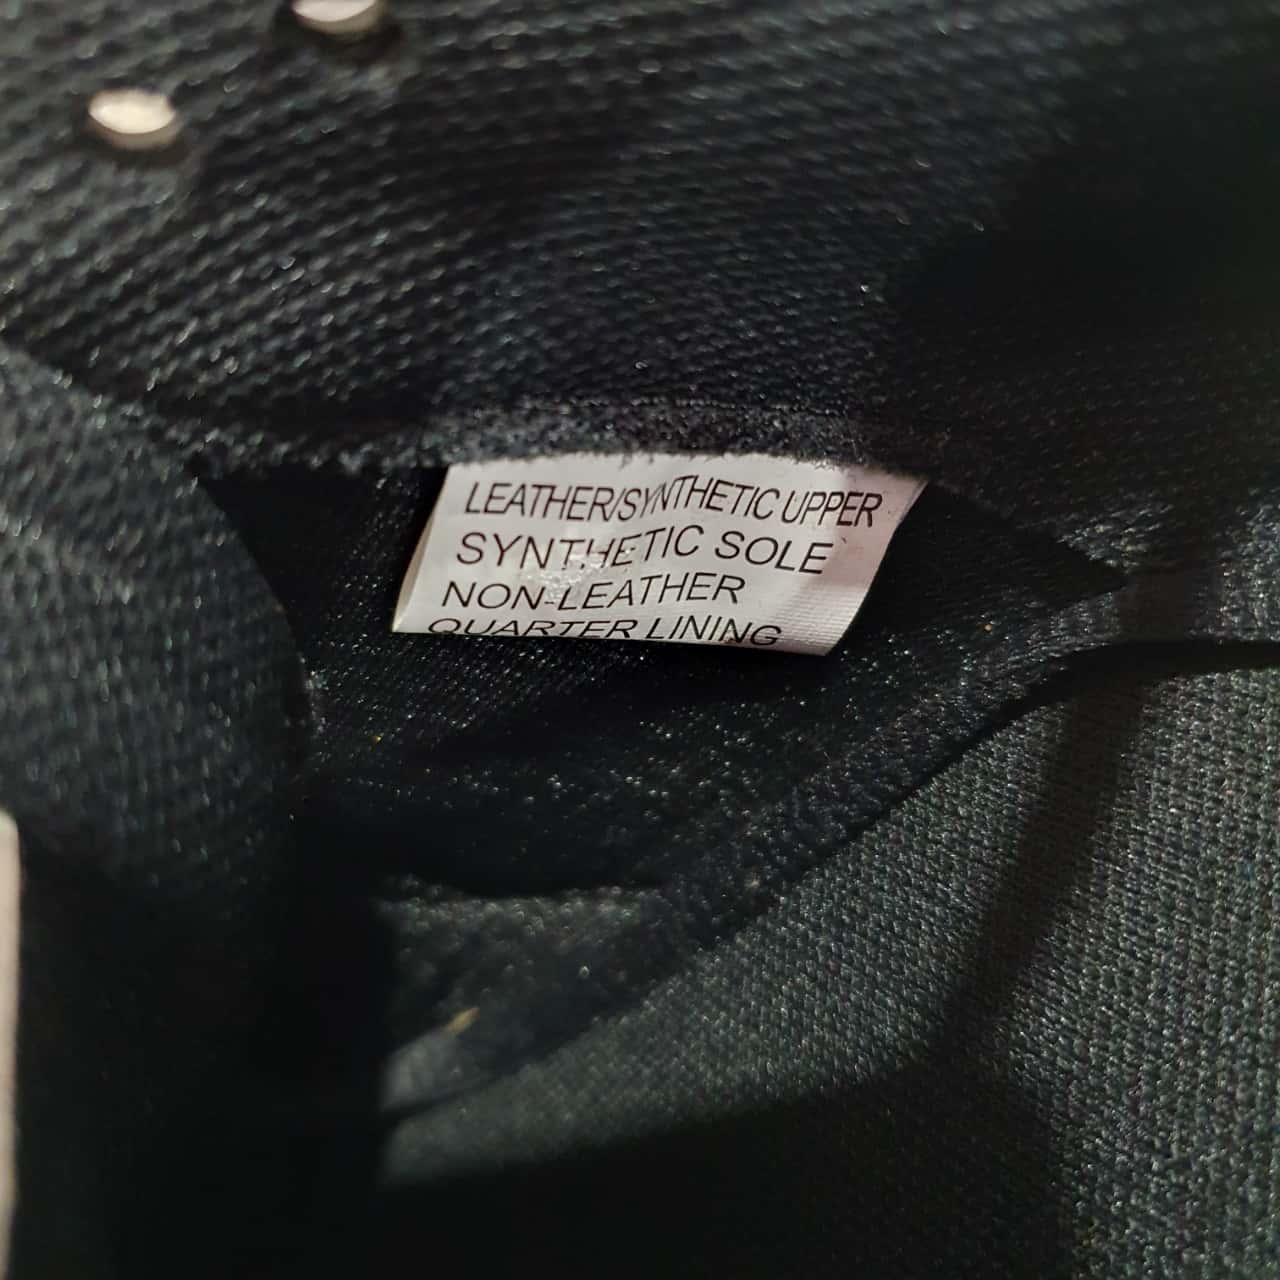 LEATHER/SYNTHETIC UPPER
SYNTHETIC SOLE
NON-LEATHER
QUARTER LINING